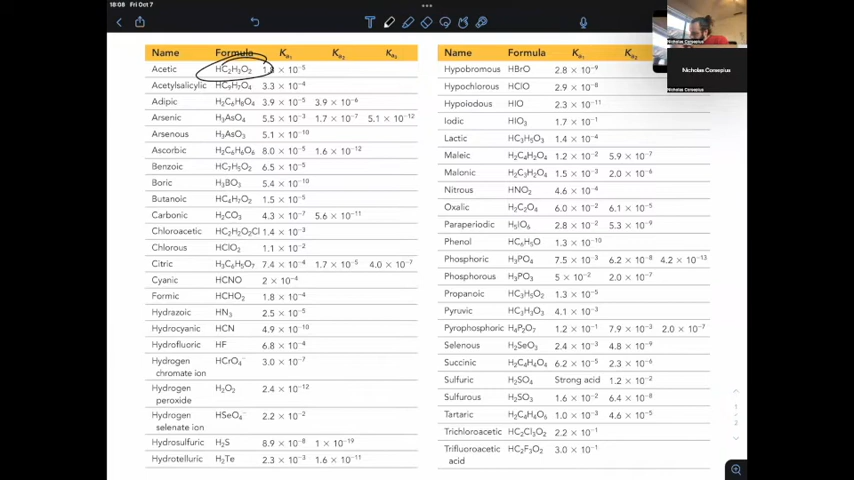 18:08 Fri Oct 7
Nicholas Corsepius
Nicholas Corsepius
Nicholas Corsepius
Name Formula Ka1 Ka2 Ka3
Acetic HC₂H₃O₂ 1.8 × 10⁻⁵
Acetylsalicylic HC₉H₇O₄ 3.3 × 10⁻⁴
Adipic H₂C₆H₈O₄ 3.9 × 10⁻⁵ 3.9 × 10⁻⁶
Arsenic H₃AsO₄ 5.5 × 10⁻³ 1.7 × 10⁻⁷ 5.1 × 10⁻¹²
Arsenous H₃AsO₃ 5.1 × 10⁻¹⁰
Ascorbic H₂C₆H₆O₆ 8.0 × 10⁻⁵ 1.6 × 10⁻¹²
Benzoic HC₇H₅O₂ 6.5 × 10⁻⁵
Boric H₃BO₃ 5.4 × 10⁻¹⁰
Butanoic HC₄H₇O₂ 1.5 × 10⁻⁵
Carbonic H₂CO₃ 4.3 × 10⁻⁷ 5.6 × 10⁻¹¹
Chloroacetic HC₂H₂O₂Cl 1.4 × 10⁻³
Chlorous HClO₂ 1.1 × 10⁻²
Citric H₃C₆H₅O₇ 7.4 × 10⁻⁴ 1.7 × 10⁻⁵ 4.0 × 10⁻⁷
Cyanic HCNO 2 × 10⁻⁴
Formic HCHO₂ 1.8 × 10⁻⁴
Hydrazoic HN₃ 2.5 × 10⁻⁵
Hydrocyanic HCN 4.9 × 10⁻¹⁰
Hydrofluoric HF 6.8 × 10⁻⁴
Hydrogen HCrO₄⁻ 3.0 × 10⁻⁷
chromate ion
Hydrogen H₂O₂ 2.4 × 10⁻¹²
peroxide
Hydrogen HSeO₄⁻ 2.2 × 10⁻²
selenate ion
Hydrosulfuric H₂S 8.9 × 10⁻⁸ 1 × 10⁻¹⁹
Hydrotelluric H₂Te 2.3 × 10⁻³ 1.6 × 10⁻¹¹
Name Formula Ka1 Ka2
Hypobromous HBrO 2.8 × 10⁻⁹
Hypochlorous HClO 2.9 × 10⁻⁸
Hypoiodous HIO 2.3 × 10⁻¹¹
Iodic HIO₃ 1.7 × 10⁻¹
Lactic HC₃H₅O₃ 1.4 × 10⁻⁴
Maleic H₂C₄H₂O₄ 1.2 × 10⁻² 5.9 × 10⁻⁷
Malonic H₂C₃H₂O₄ 1.5 × 10⁻³ 2.0 × 10⁻⁶
Nitrous HNO₂ 4.6 × 10⁻⁴
Oxalic H₂C₂O₄ 6.0 × 10⁻² 6.1 × 10⁻⁵
Paraperiodic H₅IO₆ 2.8 × 10⁻² 5.3 × 10⁻⁹
Phenol HC₆H₅O 1.3 × 10⁻¹⁰
Phosphoric H₃PO₄ 7.5 × 10⁻³ 6.2 × 10⁻⁸ 4.2 × 10⁻¹³
Phosphorous H₃PO₃ 5 × 10⁻² 2.0 × 10⁻⁷
Propanoic HC₃H₅O₂ 1.3 × 10⁻⁵
Pyruvic HC₃H₃O₃ 4.1 × 10⁻³
Pyrophosphoric H₄P₂O₇ 1.2 × 10⁻¹ 7.9 × 10⁻³ 2.0 × 10⁻⁷
Selenous H₂SeO₃ 2.4 × 10⁻³ 4.8 × 10⁻⁹
Succinic H₂C₄H₄O₄ 6.2 × 10⁻⁵ 2.3 × 10⁻⁶
Sulfuric H₂SO₄ Strong acid 1.2 × 10⁻²
Sulfurous H₂SO₃ 1.6 × 10⁻² 6.4 × 10⁻⁸
Tartaric H₂C₄H₄O₆ 1.0 × 10⁻³ 4.6 × 10⁻⁵
Trichloroacetic HC₂Cl₃O₂ 2.2 × 10⁻¹
Trifluoroacetic HC₂F₃O₂ 3.0 × 10⁻¹
acid
1
2